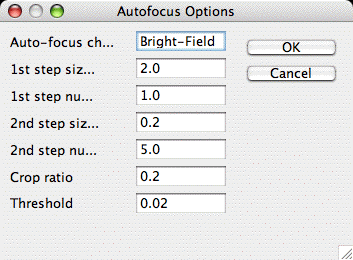 Autofocus Options
Auto-focus ch... Bright-Field OK
1st step siz... 2.0 Cancel
1st step nu... 1.0
2nd step siz... 0.2
2nd step nu... 5.0
Crop ratio 0.2
Threshold 0.02